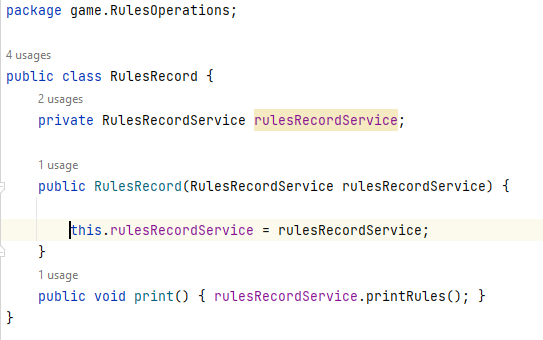 package game.RulesOperations;
4 usages
public class RulesRecord {
2 usages
private RulesRecordService rulesRecordService;
1 usage
public RulesRecord(RulesRecordService rulesRecordService) {
this.rulesRecordService = rulesRecordService;
}
1 usage
public void print() { rulesRecordService.printRules(); }
}